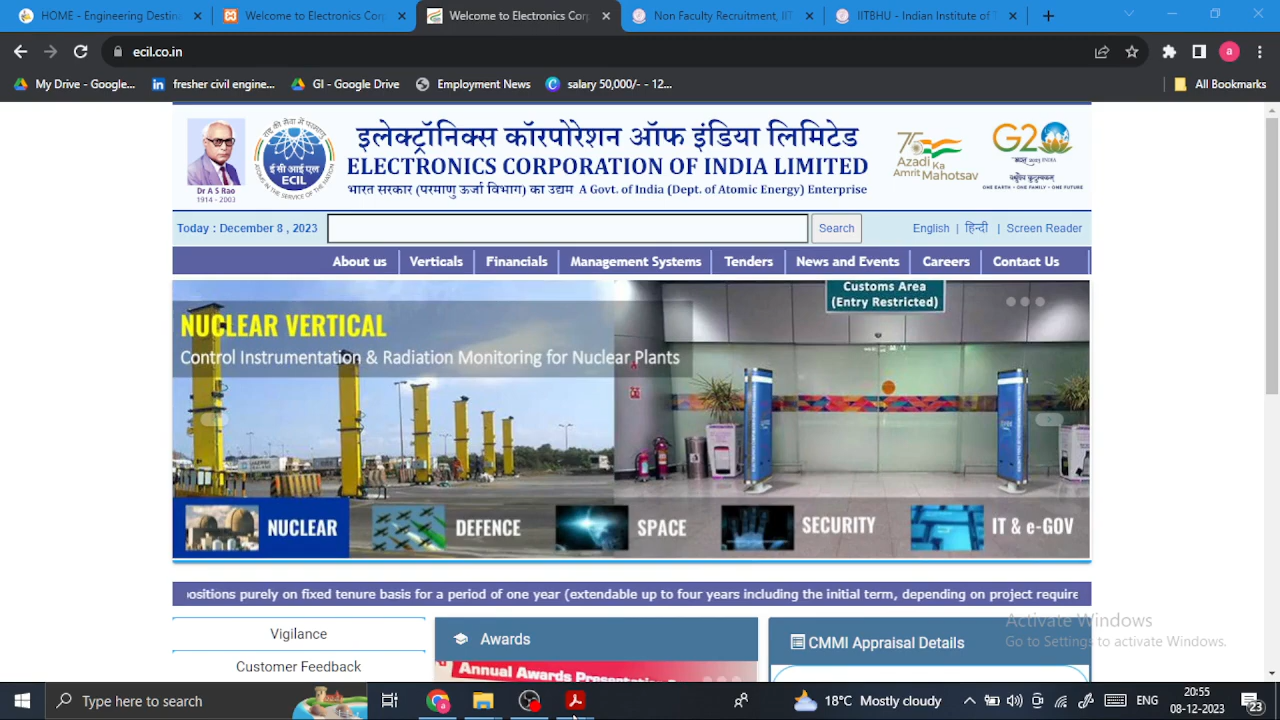 HOME - Engineering Destin
Welcome to Electronics Corp
Welcome to Electronics Corp
Non Faculty Recruitment, IIT
IITBHU - Indian Institute of T
ecil.co.in
a
My Drive - Google...
fresher civil engine...
GI - Google Drive
Employment News
salary 50,000/- - 12...
All Bookmarks
Dr A S Rao
1914 - 2003
ई सी आई एल
ECIL
इलेक्ट्रॉनिक्स कॉरपोरेशन ऑफ इंडिया लिमिटेड
ELECTRONICS CORPORATION OF INDIA LIMITED
भारत सरकार (परमाणु ऊर्जा विभाग) का उद्यम A Govt. of India (Dept. of Atomic Energy) Enterprise
75
Azadi Ka
Amrit Mahotsav
G20
भारत 2023 INDIA
वसुधैव कुटुम्बकम्
ONE EARTH • ONE FAMILY • ONE FUTURE
Today : December 8 , 2023
Search
English | हिन्दी | Screen Reader
About us
Verticals
Financials
Management Systems
Tenders
News and Events
Careers
Contact Us
Customs Area
(Entry Restricted)
NUCLEAR VERTICAL
Control Instrumentation & Radiation Monitoring for Nuclear Plants
NUCLEAR
DEFENCE
SPACE
SECURITY
IT & e-GOV
ositions purely on fixed tenure basis for a period of one year (extendable up to four years including the initial term, depending on project require
Vigilance
Customer Feedback
Awards
Annual Awards
CMMI Appraisal Details
Activate Windows
Go to Settings to activate Windows.
Type here to search
18°C Mostly cloudy
ENG
20:55
08-12-2023
23